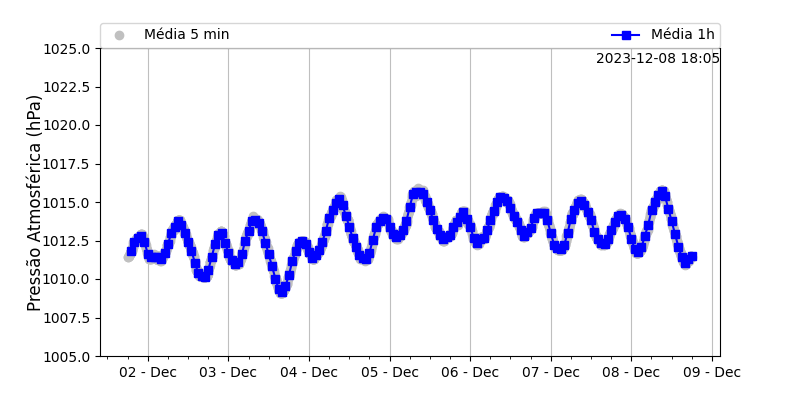 Média 5 min
Média 1h
2023-12-08 18:05
Pressão Atmosférica (hPa)
1025.0
1022.5
1020.0
1017.5
1015.0
1012.5
1010.0
1007.5
1005.0
02 - Dec
03 - Dec
04 - Dec
05 - Dec
06 - Dec
07 - Dec
08 - Dec
09 - Dec